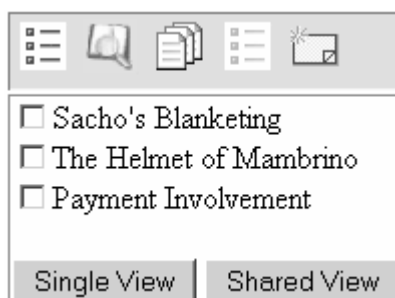 Sacho's Blanketing
The Helmet of Mambrino
Payment Involvement
Single View Shared View